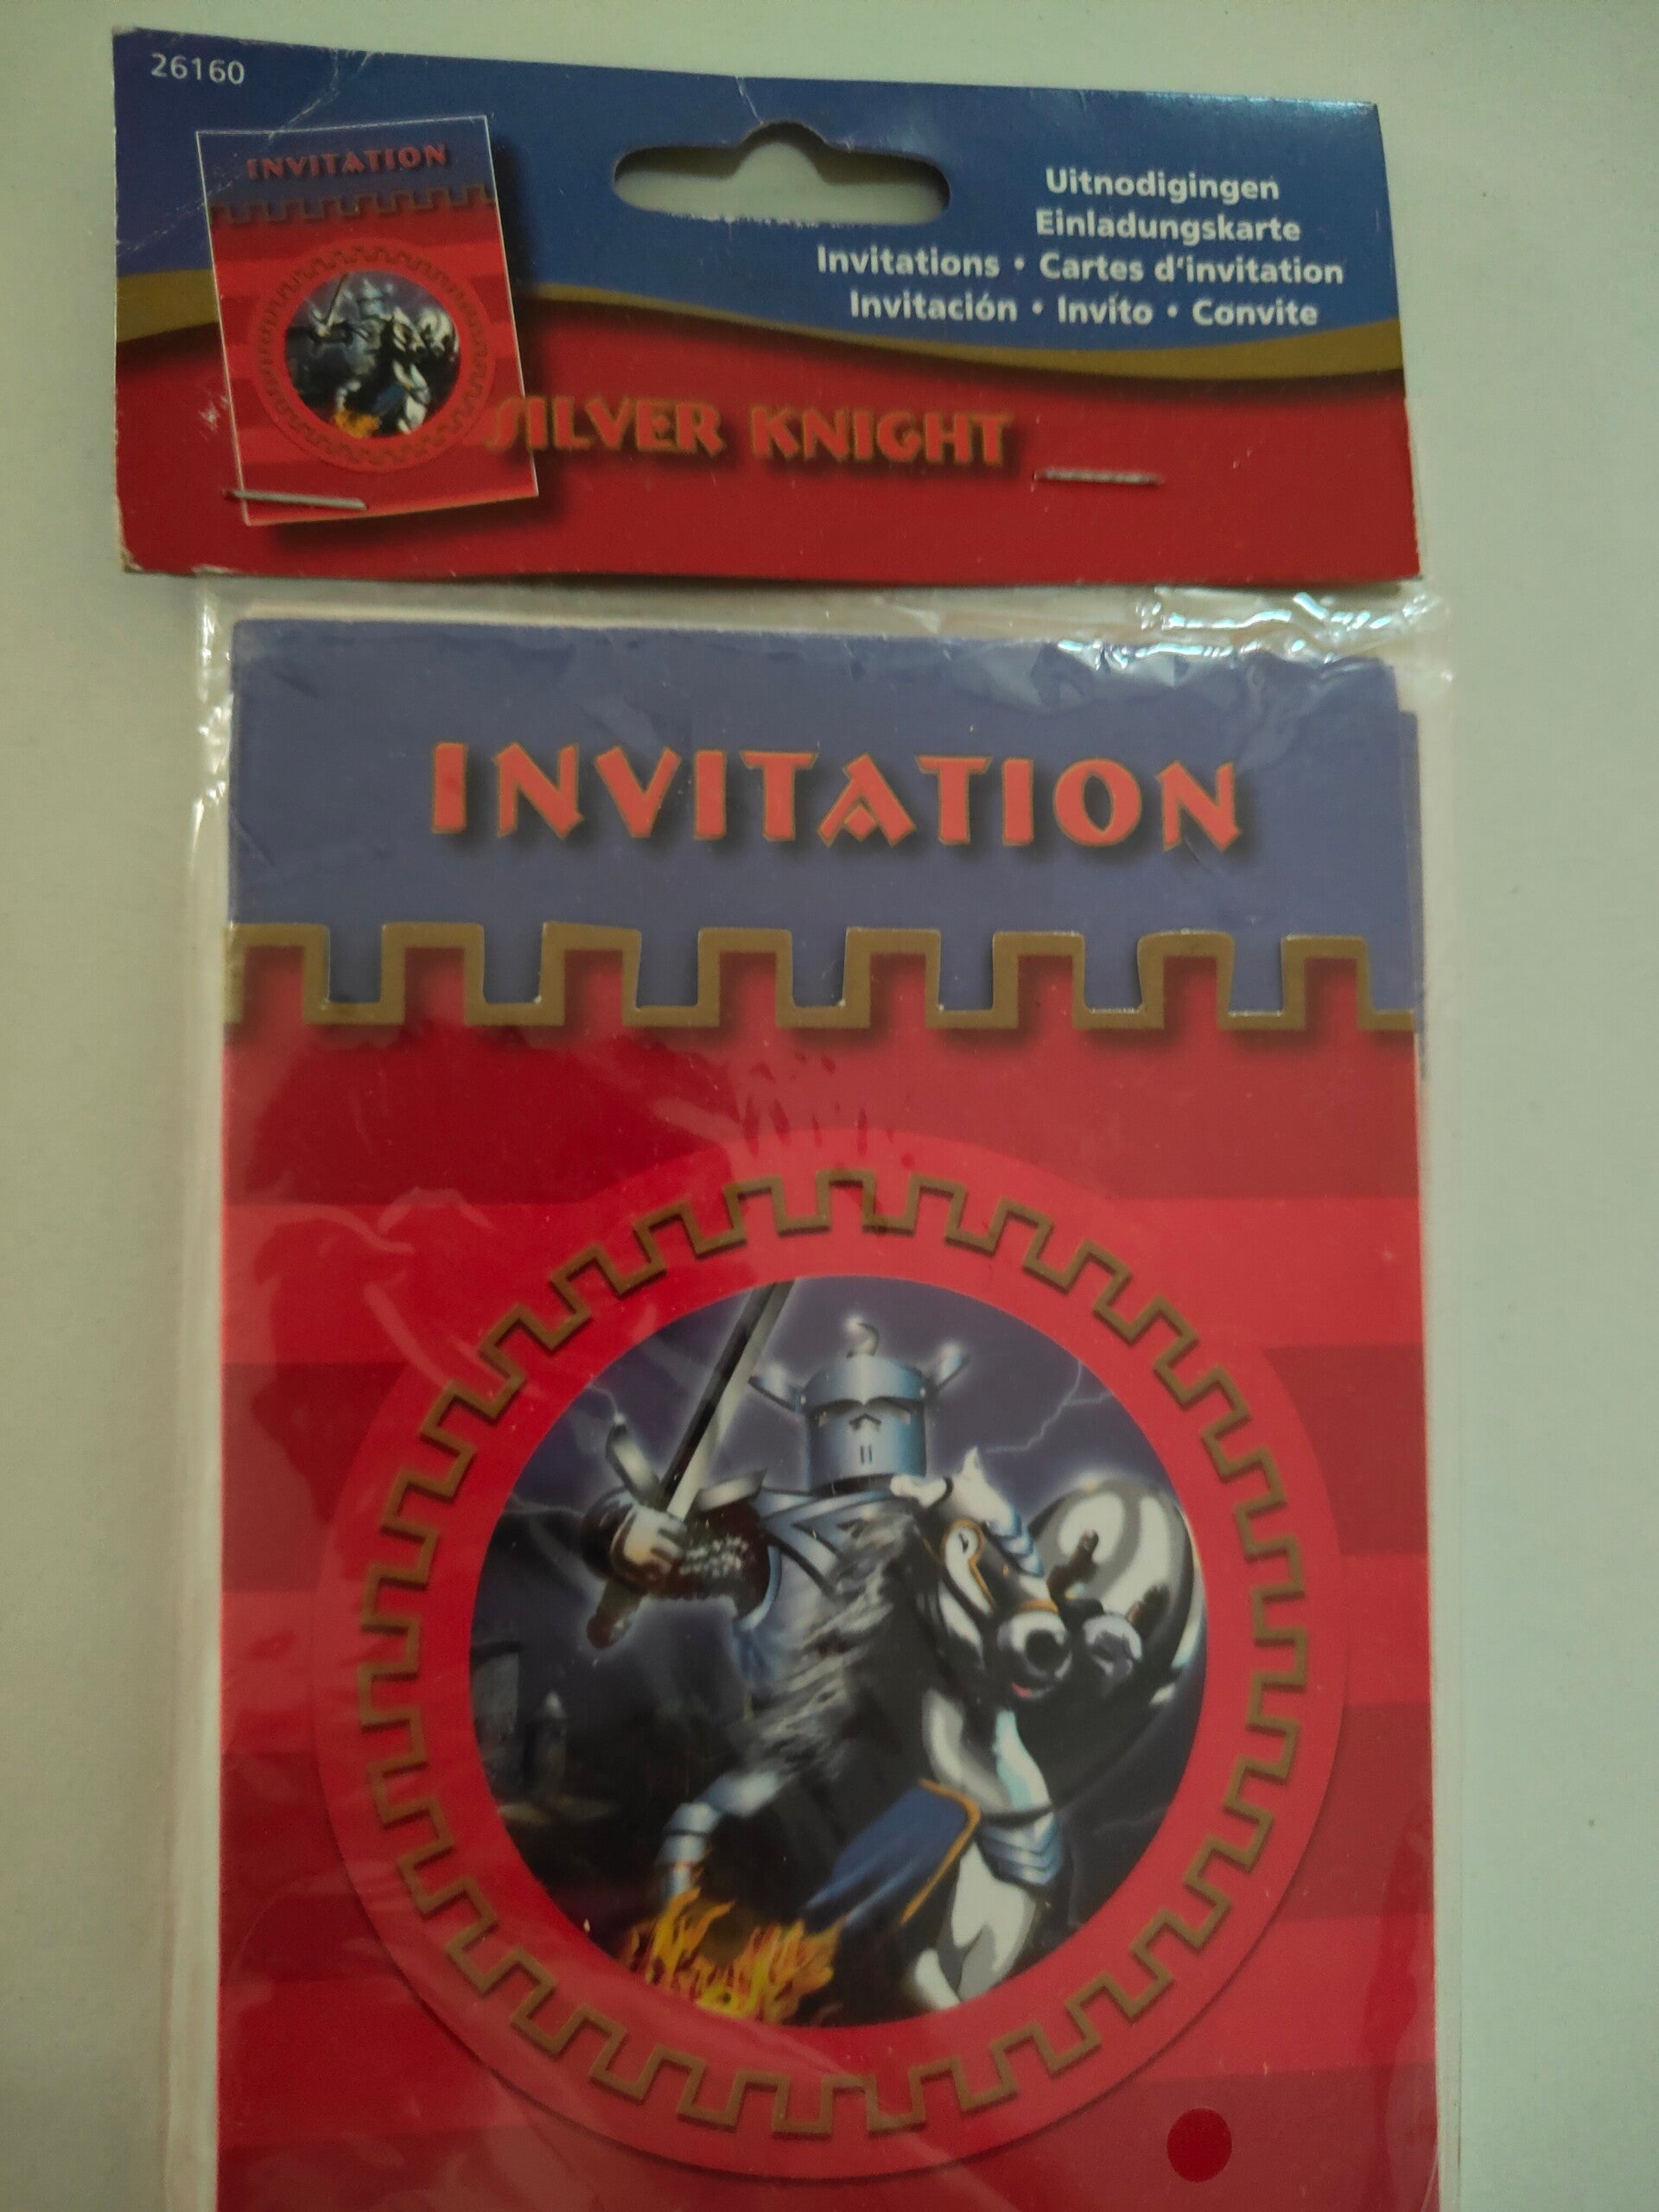 26160
INVITATION
Uitnodigingen
Einladungskarte
Invitations • Cartes d'invitation
Invitación • Invito • Convite
SILVER KNIGHT
INVITATION